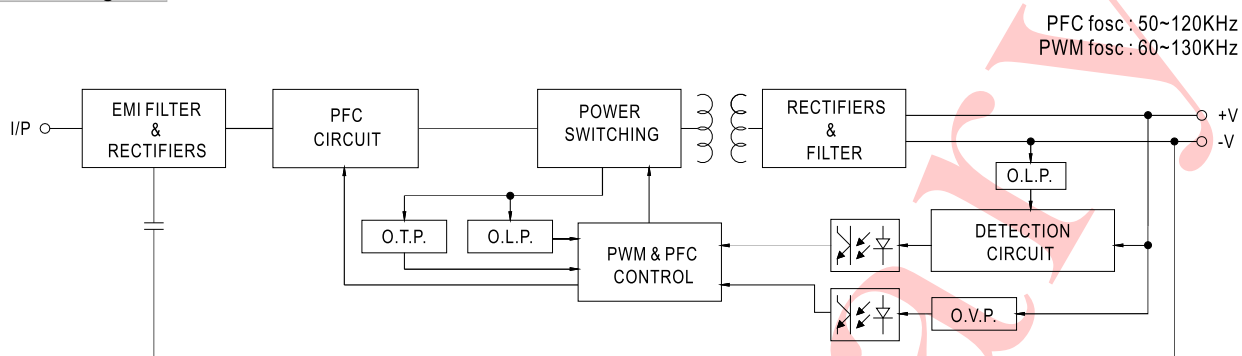 PFC fosc : 50~120KHz
PWM fosc : 60~130KHz
EMI FILTER
&
RECTIFIERS
PFC
CIRCUIT
POWER
SWITCHING
RECTIFIERS
&
FILTER
I/P
+V
-V
O.L.P.
O.T.P.
O.L.P.
PWM & PFC
CONTROL
DETECTION
CIRCUIT
O.V.P.